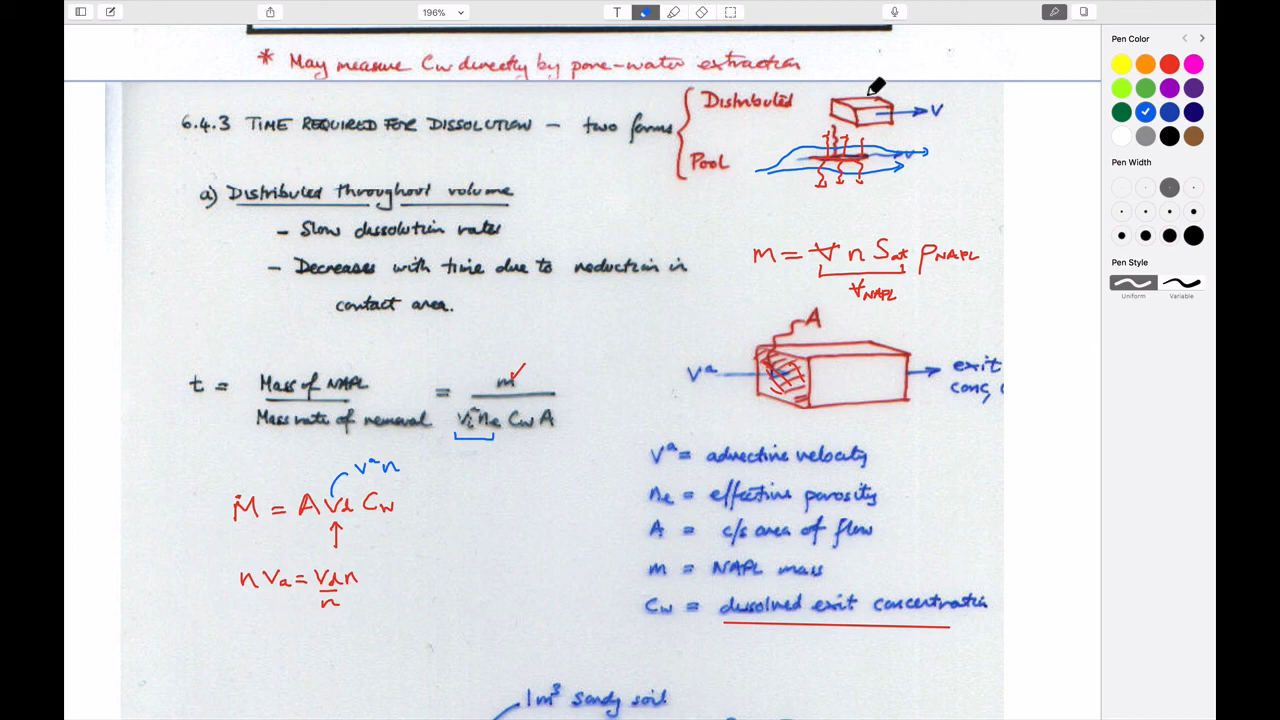 196%
T
Pen Color
Pen Width
Pen Style
Uniform
Variable
* May measure Cw directly by pore-water extraction
6.4.3 TIME REQUIRED FOR DISSOLUTION – two forms
Distributed
V
Pool
a) Distributed throughout volume
- Slow dissolution rates
- Decreases with time due to reduction in
contact area.
m = ∀ n Sat ρNAPL
∀NAPL
A
Vᵃ
exit
conc, C
t = Mass of NAPL / Mass rate of removal = m / Vᵢᵃ nₑ Cw A
Vᵃn
Ṁ = A Vd Cw
n Va = Vd n / n
Vᵃ = advective velocity
nₑ = effective porosity
A = c/s area of flow
m = NAPL mass
Cw = dissolved exit concentration
1m³ sandy soil